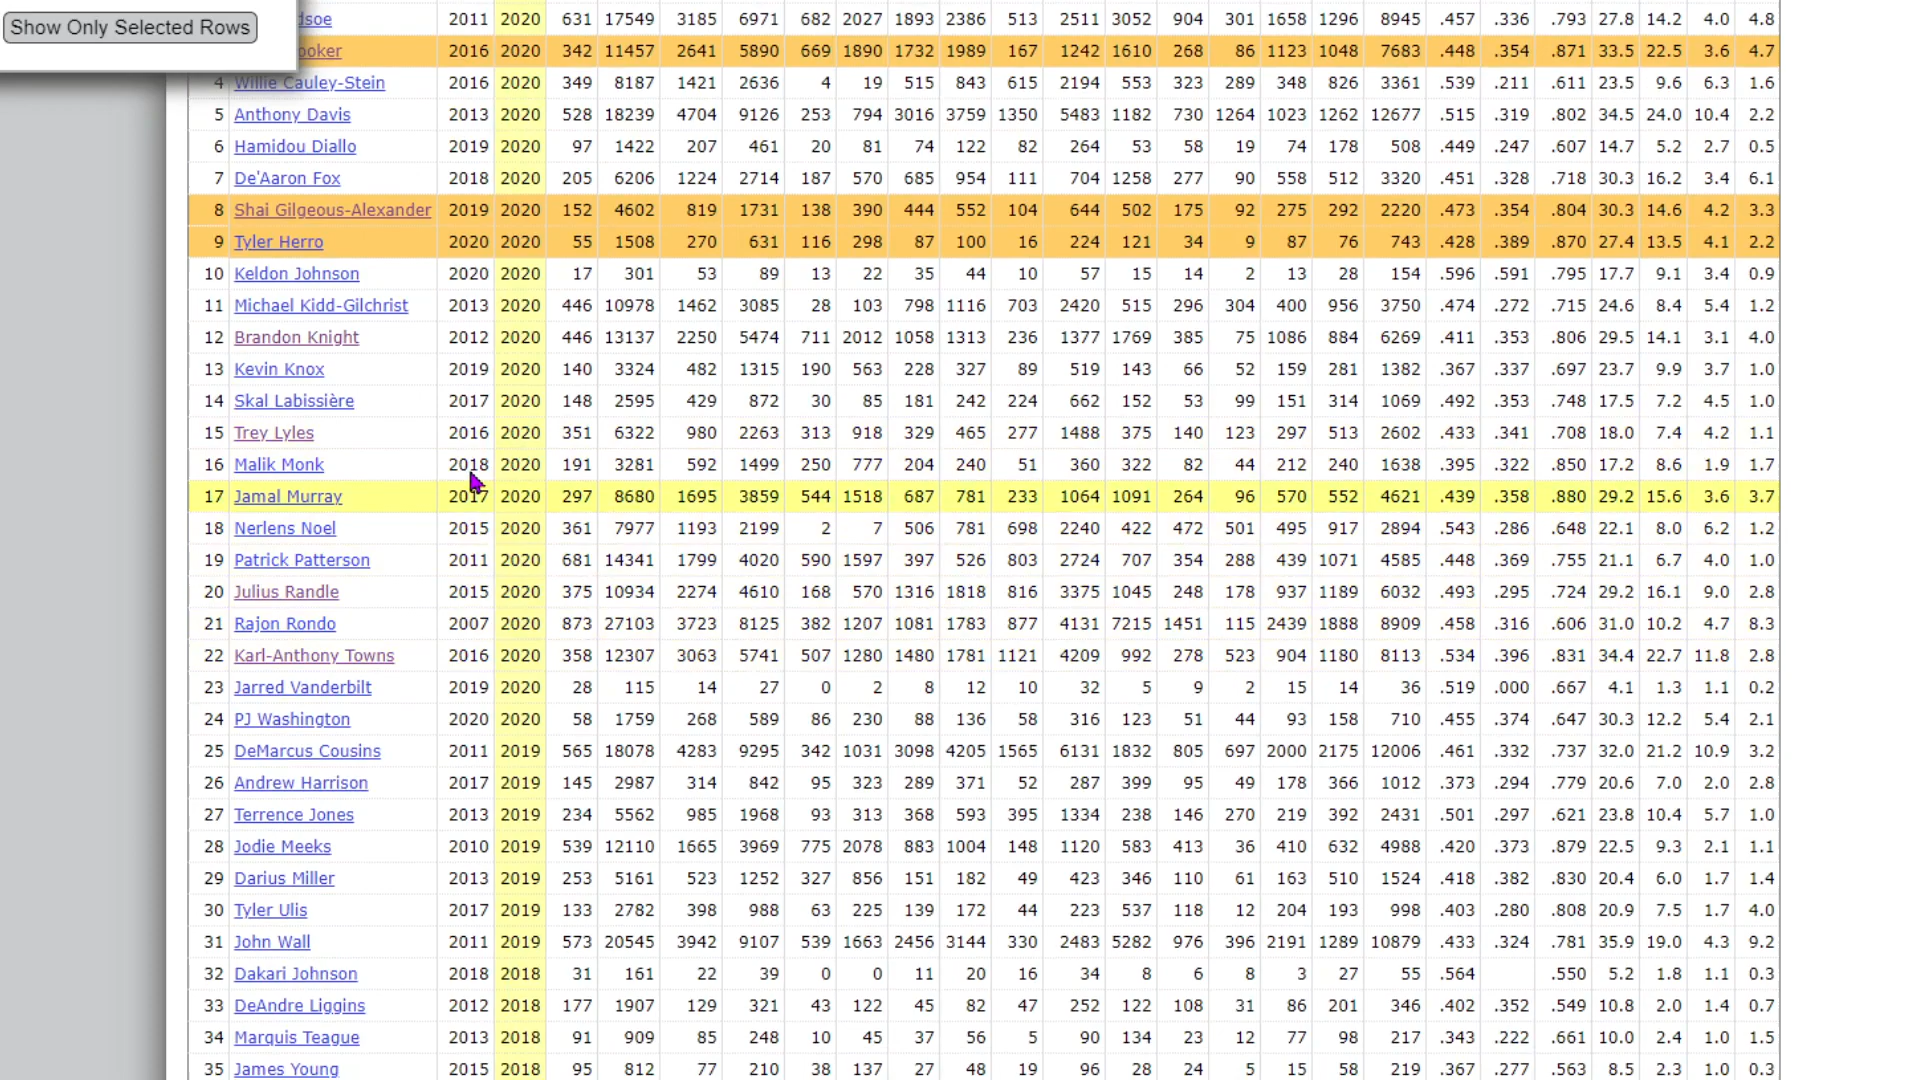 dsoe 2011 2020 631 17549 3185 6971 682 2027 1893 2386 513 2511 3052 904 301 1658 1296 8945 .457 .336 .793 27.8 14.2 4.0 4.8
Show Only Selected Rows
ooker 2016 2020 342 11457 2641 5890 669 1890 1732 1989 167 1242 1610 268 86 1123 1048 7683 .448 .354 .871 33.5 22.5 3.6 4.7
4 Willie Cauley-Stein 2016 2020 349 8187 1421 2636 4 19 515 843 615 2194 553 323 289 348 826 3361 .539 .211 .611 23.5 9.6 6.3 1.6
5 Anthony Davis 2013 2020 528 18239 4704 9126 253 794 3016 3759 1350 5483 1182 730 1264 1023 1262 12677 .515 .319 .802 34.5 24.0 10.4 2.2
6 Hamidou Diallo 2019 2020 97 1422 207 461 20 81 74 122 82 264 53 58 19 74 178 508 .449 .247 .607 14.7 5.2 2.7 0.5
7 De'Aaron Fox 2018 2020 205 6206 1224 2714 187 570 685 954 111 704 1258 277 90 558 512 3320 .451 .328 .718 30.3 16.2 3.4 6.1
8 Shai Gilgeous-Alexander 2019 2020 152 4602 819 1731 138 390 444 552 104 644 502 175 92 275 292 2220 .473 .354 .804 30.3 14.6 4.2 3.3
9 Tyler Herro 2020 2020 55 1508 270 631 116 298 87 100 16 224 121 34 9 87 76 743 .428 .389 .870 27.4 13.5 4.1 2.2
10 Keldon Johnson 2020 2020 17 301 53 89 13 22 35 44 10 57 15 14 2 13 28 154 .596 .591 .795 17.7 9.1 3.4 0.9
11 Michael Kidd-Gilchrist 2013 2020 446 10978 1462 3085 28 103 798 1116 703 2420 515 296 304 400 956 3750 .474 .272 .715 24.6 8.4 5.4 1.2
12 Brandon Knight 2012 2020 446 13137 2250 5474 711 2012 1058 1313 236 1377 1769 385 75 1086 884 6269 .411 .353 .806 29.5 14.1 3.1 4.0
13 Kevin Knox 2019 2020 140 3324 482 1315 190 563 228 327 89 519 143 66 52 159 281 1382 .367 .337 .697 23.7 9.9 3.7 1.0
14 Skal Labissière 2017 2020 148 2595 429 872 30 85 181 242 224 662 152 53 99 151 314 1069 .492 .353 .748 17.5 7.2 4.5 1.0
15 Trey Lyles 2016 2020 351 6322 980 2263 313 918 329 465 277 1488 375 140 123 297 513 2602 .433 .341 .708 18.0 7.4 4.2 1.1
16 Malik Monk 2018 2020 191 3281 592 1499 250 777 204 240 51 360 322 82 44 212 240 1638 .395 .322 .850 17.2 8.6 1.9 1.7
17 Jamal Murray 2017 2020 297 8680 1695 3859 544 1518 687 781 233 1064 1091 264 96 570 552 4621 .439 .358 .880 29.2 15.6 3.6 3.7
18 Nerlens Noel 2015 2020 361 7977 1193 2199 2 7 506 781 698 2240 422 472 501 495 917 2894 .543 .286 .648 22.1 8.0 6.2 1.2
19 Patrick Patterson 2011 2020 681 14341 1799 4020 590 1597 397 526 803 2724 707 354 288 439 1071 4585 .448 .369 .755 21.1 6.7 4.0 1.0
20 Julius Randle 2015 2020 375 10934 2274 4610 168 570 1316 1818 816 3375 1045 248 178 937 1189 6032 .493 .295 .724 29.2 16.1 9.0 2.8
21 Rajon Rondo 2007 2020 873 27103 3723 8125 382 1207 1081 1783 877 4131 7215 1451 115 2439 1888 8909 .458 .316 .606 31.0 10.2 4.7 8.3
22 Karl-Anthony Towns 2016 2020 358 12307 3063 5741 507 1280 1480 1781 1121 4209 992 278 523 904 1180 8113 .534 .396 .831 34.4 22.7 11.8 2.8
23 Jarred Vanderbilt 2019 2020 28 115 14 27 0 2 8 12 10 32 5 9 2 15 14 36 .519 .000 .667 4.1 1.3 1.1 0.2
24 PJ Washington 2020 2020 58 1759 268 589 86 230 88 136 58 316 123 51 44 93 158 710 .455 .374 .647 30.3 12.2 5.4 2.1
25 DeMarcus Cousins 2011 2019 565 18078 4283 9295 342 1031 3098 4205 1565 6131 1832 805 697 2000 2175 12006 .461 .332 .737 32.0 21.2 10.9 3.2
26 Andrew Harrison 2017 2019 145 2987 314 842 95 323 289 371 52 287 399 95 49 178 366 1012 .373 .294 .779 20.6 7.0 2.0 2.8
27 Terrence Jones 2013 2019 234 5562 985 1968 93 313 368 593 395 1334 238 146 270 219 392 2431 .501 .297 .621 23.8 10.4 5.7 1.0
28 Jodie Meeks 2010 2019 539 12110 1665 3969 775 2078 883 1004 148 1120 583 413 36 410 632 4988 .420 .373 .879 22.5 9.3 2.1 1.1
29 Darius Miller 2013 2019 253 5161 523 1252 327 856 151 182 49 423 346 110 61 163 510 1524 .418 .382 .830 20.4 6.0 1.7 1.4
30 Tyler Ulis 2017 2019 133 2782 398 988 63 225 139 172 44 223 537 118 12 204 193 998 .403 .280 .808 20.9 7.5 1.7 4.0
31 John Wall 2011 2019 573 20545 3942 9107 539 1663 2456 3144 330 2483 5282 976 396 2191 1289 10879 .433 .324 .781 35.9 19.0 4.3 9.2
32 Dakari Johnson 2018 2018 31 161 22 39 0 0 11 20 16 34 8 6 8 3 27 55 .564 .550 5.2 1.8 1.1 0.3
33 DeAndre Liggins 2012 2018 177 1907 129 321 43 122 45 82 47 252 122 108 31 86 201 346 .402 .352 .549 10.8 2.0 1.4 0.7
34 Marquis Teague 2013 2018 91 909 85 248 10 45 37 56 5 90 134 23 12 77 98 217 .343 .222 .661 10.0 2.4 1.0 1.5
35 James Young 2015 2018 95 812 77 210 38 137 27 48 19 96 28 24 5 15 58 219 .367 .277 .563 8.5 2.3 1.0 0.3